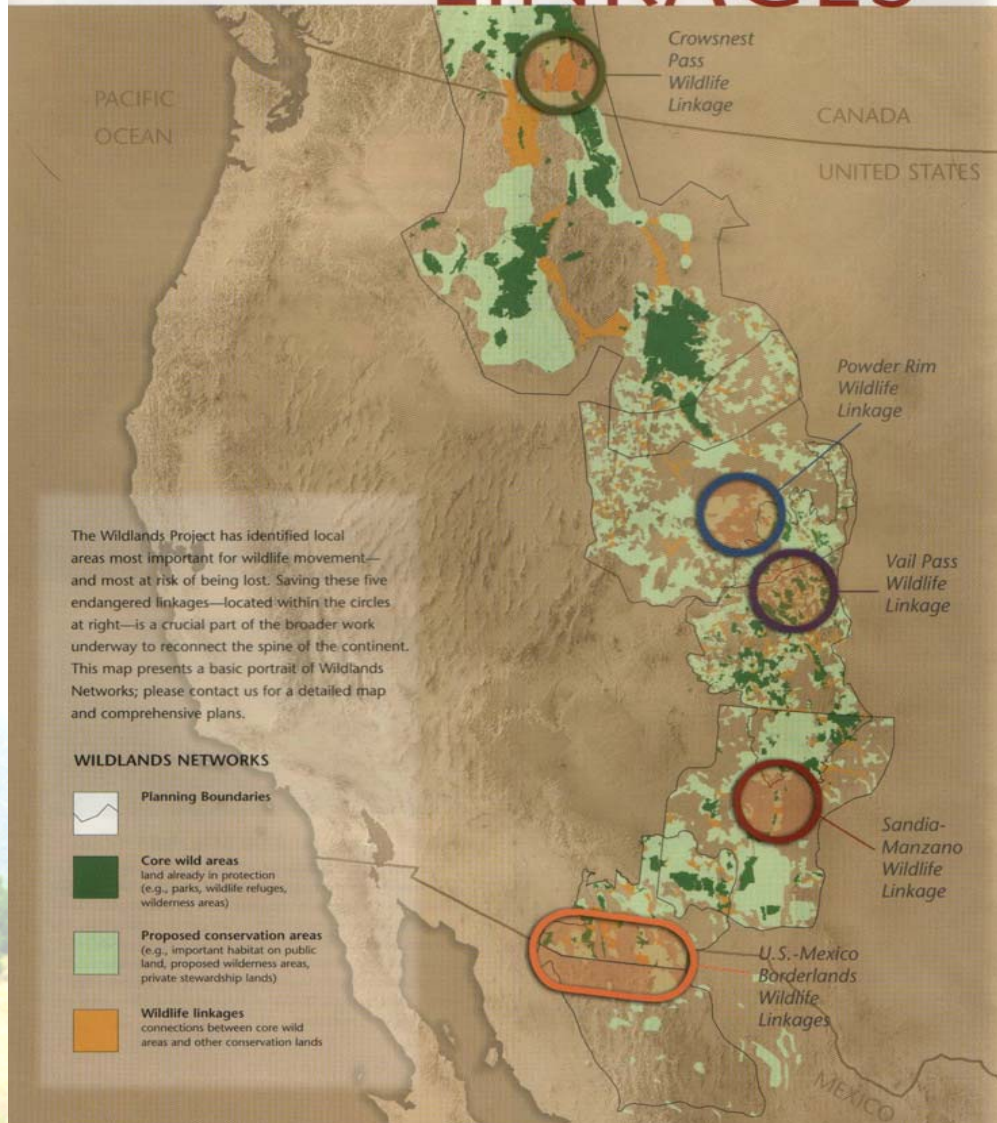 LINKAGES
Crowsnest
Pass
Wildlife
Linkage
PACIFIC
OCEAN
CANADA
UNITED STATES
Powder Rim
Wildlife
Linkage
The Wildlands Project has identified local
areas most important for wildlife movement—
and most at risk of being lost. Saving these five
endangered linkages—located within the circles
at right—is a crucial part of the broader work
underway to reconnect the spine of the continent.
This map presents a basic portrait of Wildlands
Networks; please contact us for a detailed map
and comprehensive plans.
Vail Pass
Wildlife
Linkage
WILDLANDS NETWORKS
Planning Boundaries
Core wild areas
land already in protection
(e.g., parks, wildlife refuges,
wilderness areas)
Proposed conservation areas
(e.g., important habitat on public
land, proposed wilderness areas,
private stewardship lands)
Wildlife linkages
connections between core wild
areas and other conservation lands
Sandia-
Manzano
Wildlife
Linkage
U.S.-Mexico
Borderlands
Wildlife
Linkages
MEXICO